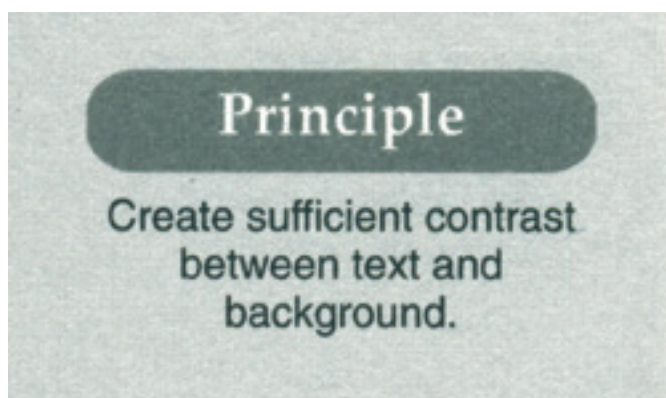 Principle
Create sufficient contrast
between text and
background.